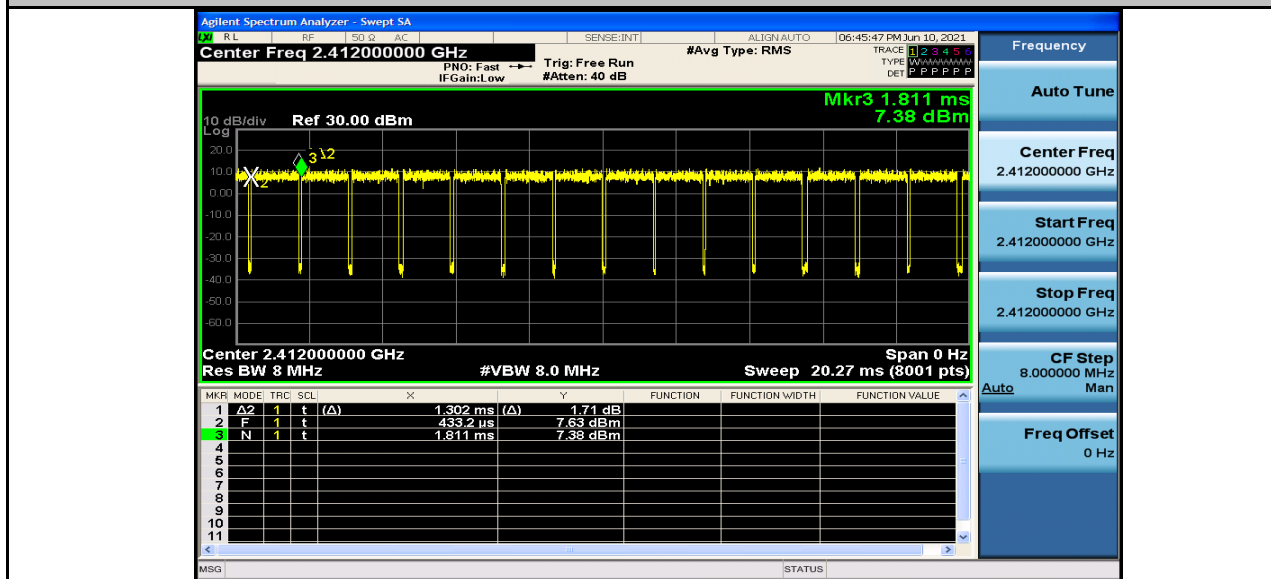 Agilent Spectrum Analyzer - Swept SA
LXI RL RF 50 Ω AC SENSE:INT ALIGN AUTO 06:45:47 PM Jun 10, 2021
Center Freq 2.412000000 GHz #Avg Type: RMS TRACE 1 2 3 4 5 6
PNO: Fast Trig: Free Run TYPE WWWWWW
IFGain:Low #Atten: 40 dB DET P P P P P P
Mkr3 1.811 ms
10 dB/div Ref 30.00 dBm 7.38 dBm
Log
20.0
10.0
0.00
-10.0
-20.0
-30.0
-40.0
-50.0
-60.0
2
3 Δ2
Center 2.412000000 GHz Span 0 Hz
Res BW 8 MHz #VBW 8.0 MHz Sweep 20.27 ms (8001 pts)
MKR MODE TRC SCL X Y FUNCTION FUNCTION WIDTH FUNCTION VALUE
1 Δ2 1 t (Δ) 1.302 ms (Δ) 1.71 dB
2 F 1 t 433.2 µs 7.63 dBm
3 N 1 t 1.811 ms 7.38 dBm
4
5
6
7
8
9
10
11
MSG STATUS
Frequency
Auto Tune
Center Freq
2.412000000 GHz
Start Freq
2.412000000 GHz
Stop Freq
2.412000000 GHz
CF Step
8.000000 MHz
Auto Man
Freq Offset
0 Hz